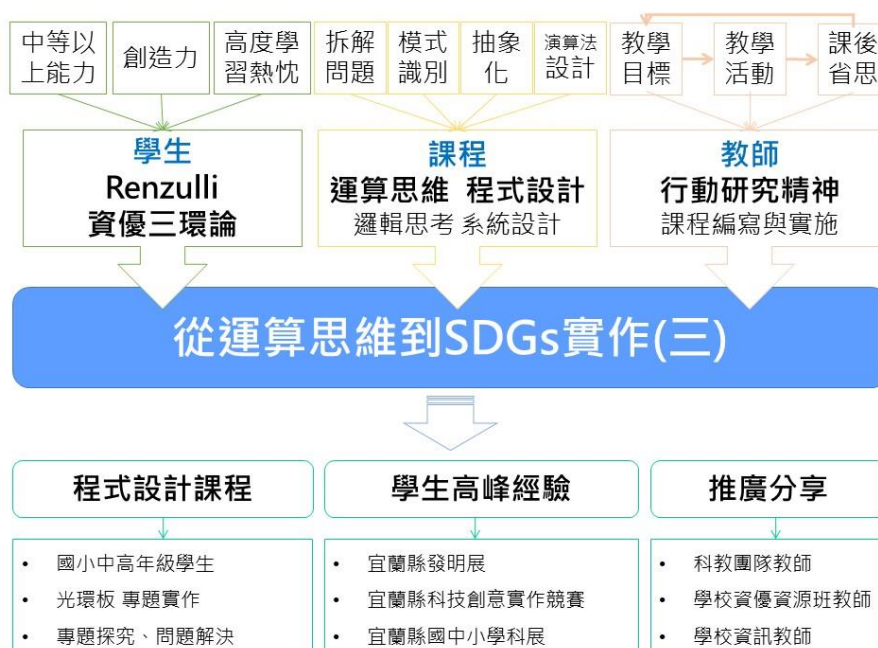 中等以
上能力
創造力
高度學
習熱忱
拆解
問題
模式
識別
抽象
化
演算法
設計
教學
目標
教學
活動
課後
省思
學生
Renzulli
資優三環論
課程
運算思維 程式設計
邏輯思考 系統設計
教師
行動研究精神
課程編寫與實施
從運算思維到SDGs實作(三)
程式設計課程
學生高峰經驗
推廣分享
• 國小中高年級學生
• 光環板 專題實作
• 專題探究、問題解決
• 宜蘭縣發明展
• 宜蘭縣科技創意實作競賽
• 宜蘭縣國中小學科展
• 科教團隊教師
• 學校資優資源班教師
• 學校資訊教師